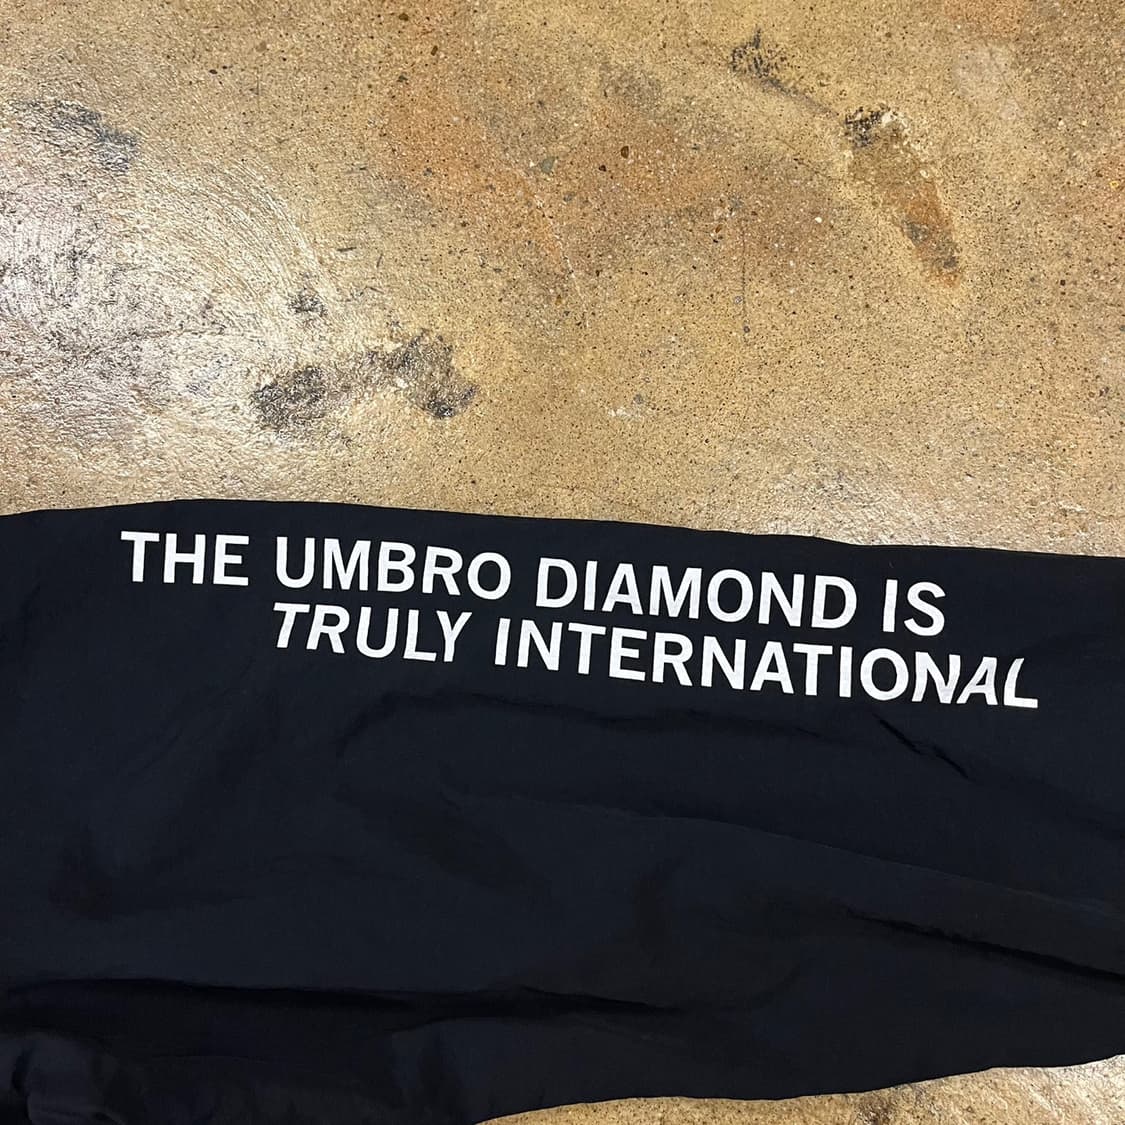 THE UMBRO DIAMOND IS
TRULY INTERNATIONAL